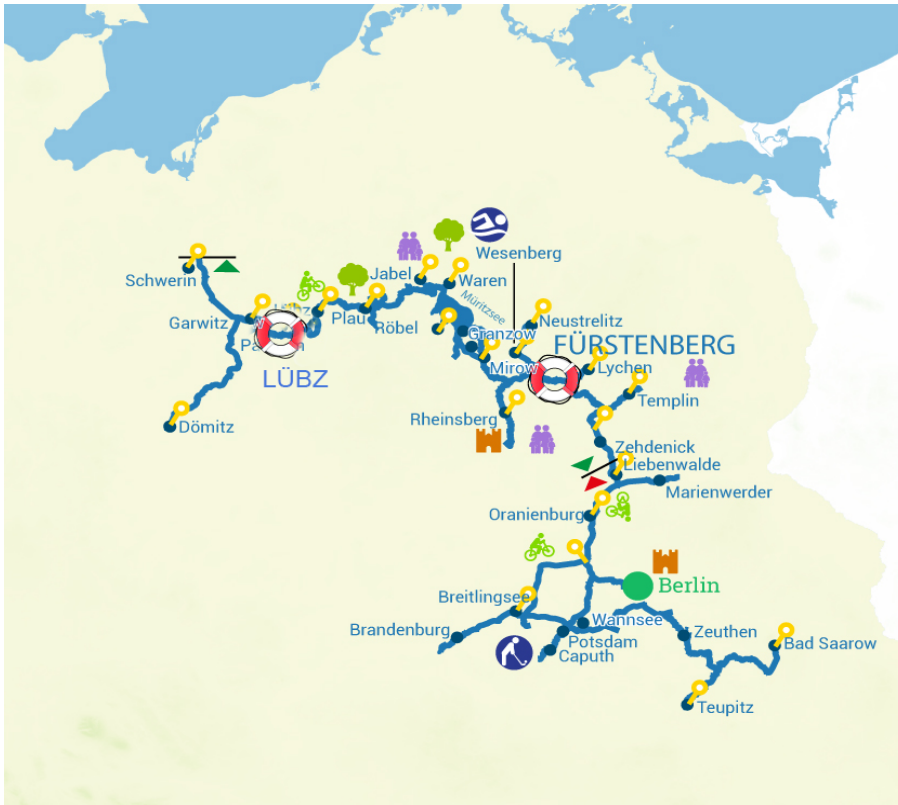 Wesenberg
Jabel
Waren
Schwerin
Müritzsee
Plau
Garwitz
Röbel
Granzow
Neustrelitz
FÜRSTENBERG
Mirow
Lychen
LÜBZ
Templin
Rheinsberg
Dömitz
Zehdenick
Liebenwalde
Marienwerder
Oranienburg
Berlin
Breitlingsee
Wannsee
Brandenburg
Zeuthen
Potsdam
Bad Saarow
Caputh
Teupitz